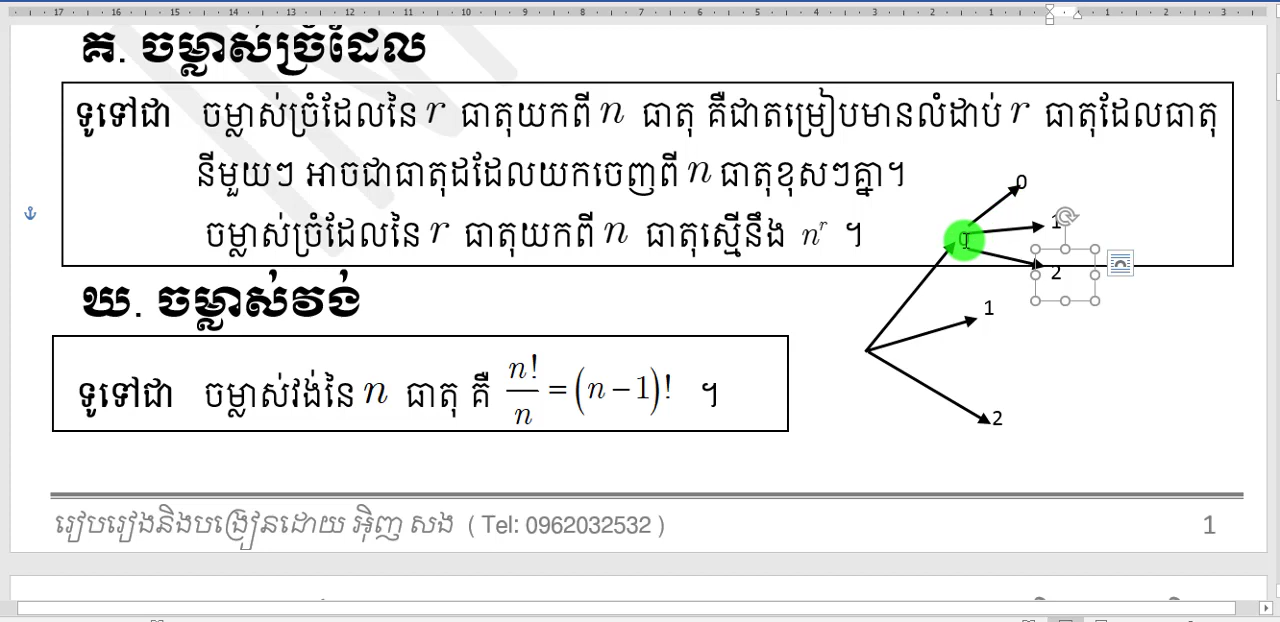 គ. ចម្លាស់ច្រំដែល
ទូទៅជា ចម្លាស់ច្រំដែលនៃ r ធាតុយកពី n ធាតុ គឺជាតម្រៀបមានលំដាប់ r ធាតុដែលធាតុ
នីមួយៗ អាចជាធាតុដដែលយកចេញពី n ធាតុខុសៗគ្នា។
ចម្លាស់ច្រំដែលនៃ r ធាតុយកពី n ធាតុស្មើនឹង n^r ។
0
1
0
2
1
2
ឃ. ចម្លាស់វង់
ទូទៅជា ចម្លាស់វង់នៃ n ធាតុ គឺ n!/n = (n − 1)! ។
រៀបរៀងនិងបង្រៀនដោយ អ៊ិញ សង ( Tel: 0962032532 ) 1